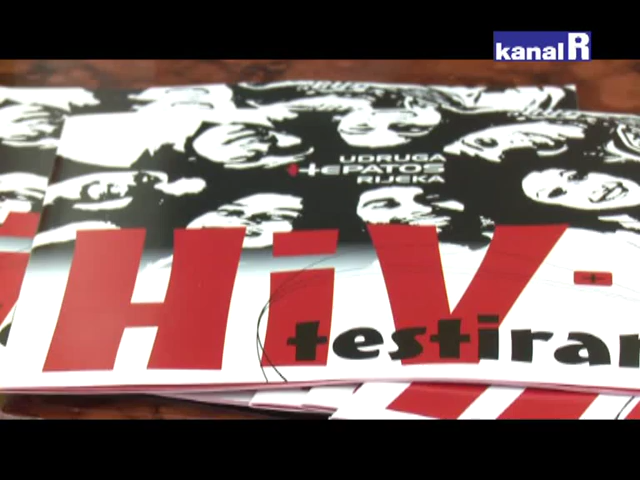 kanal R
UDRUGA
HEPATOS
RIJEKA
HiV
testiran